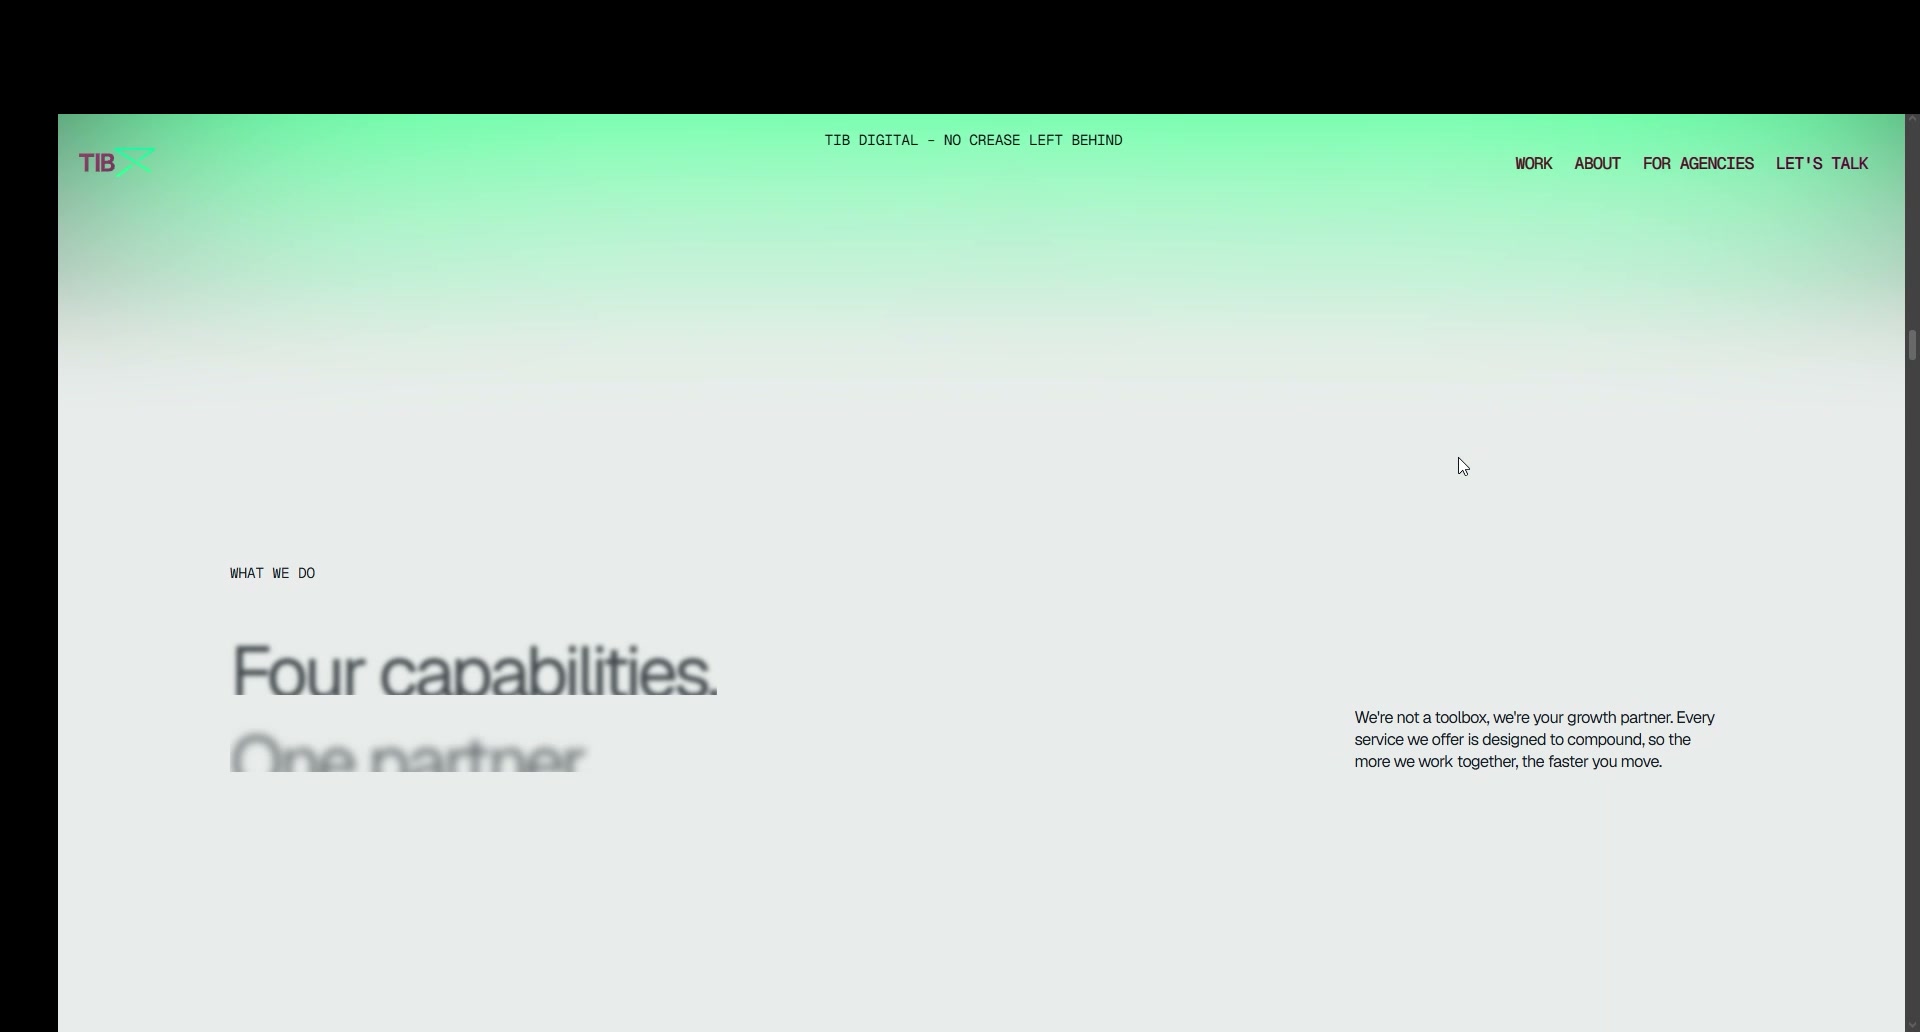 TIB DIGITAL – NO CREASE LEFT BEHIND
TIB
WORK ABOUT FOR AGENCIES LET'S TALK
WHAT WE DO
Four capabilities.
One partner
We're not a toolbox, we're your growth partner. Every
service we offer is designed to compound, so the
more we work together, the faster you move.